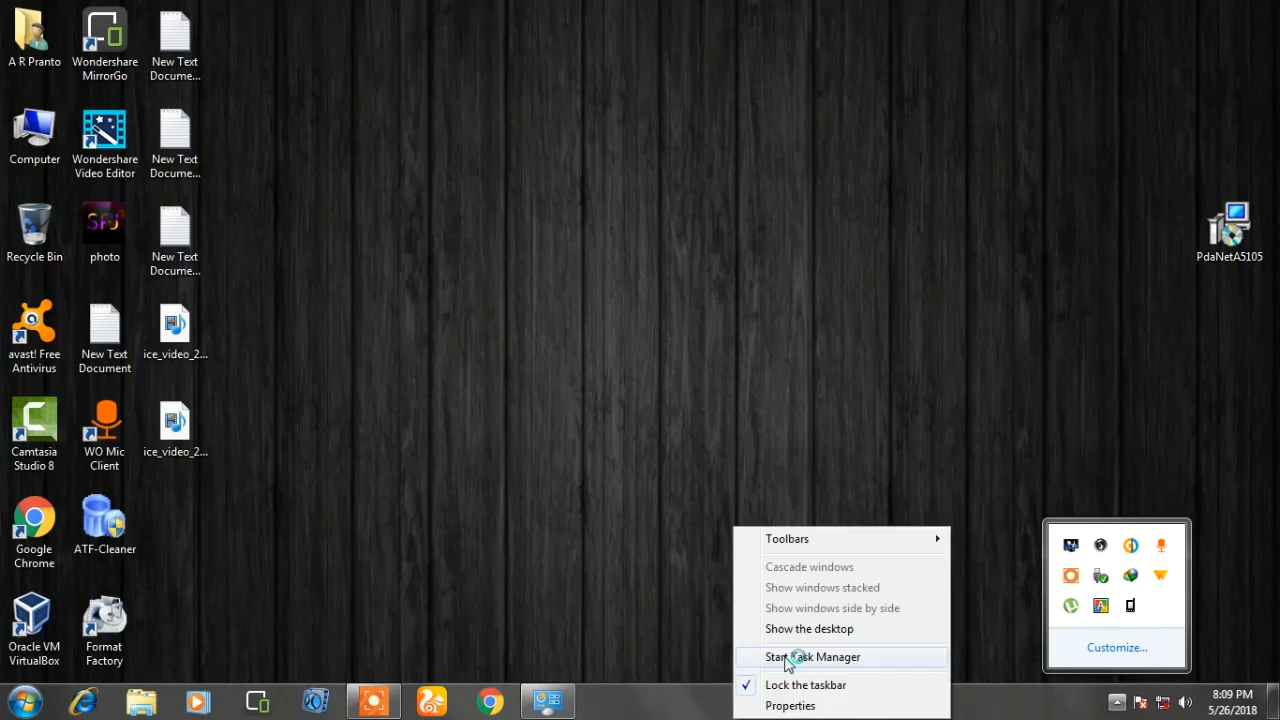 A R Pranto
Wondershare
MirrorGo
New Text
Docume...
Computer
Wondershare
Video Editor
New Text
Docume...
Recycle Bin
SFJ
photo
New Text
Docume...
PdaNetA5105
avast! Free
Antivirus
New Text
Document
ice_video_2...
Camtasia
Studio 8
WO Mic
Client
ice_video_2...
Google
Chrome
ATF-Cleaner
Oracle VM
VirtualBox
Format
Factory
Toolbars
Cascade windows
Show windows stacked
Show windows side by side
Show the desktop
Start Task Manager
Lock the taskbar
Properties
Customize...
8:09 PM
5/26/2018